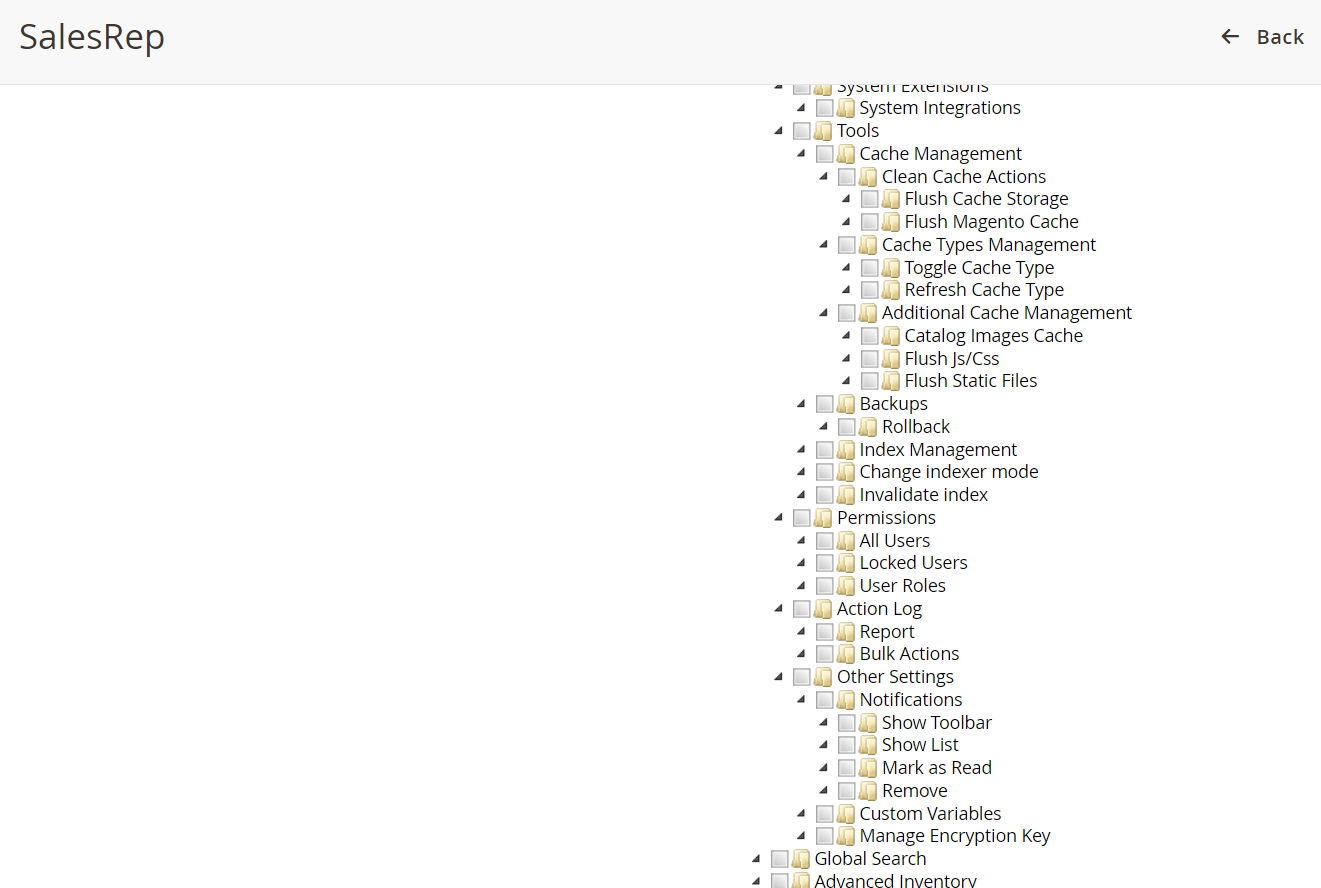 SalesRep
Back
System Extensions
System Integrations
Tools
Cache Management
Clean Cache Actions
Flush Cache Storage
Flush Magento Cache
Cache Types Management
Toggle Cache Type
Refresh Cache Type
Additional Cache Management
Catalog Images Cache
Flush Js/Css
Flush Static Files
Backups
Rollback
Index Management
Change indexer mode
Invalidate index
Permissions
All Users
Locked Users
User Roles
Action Log
Report
Bulk Actions
Other Settings
Notifications
Show Toolbar
Show List
Mark as Read
Remove
Custom Variables
Manage Encryption Key
Global Search
Advanced Inventory